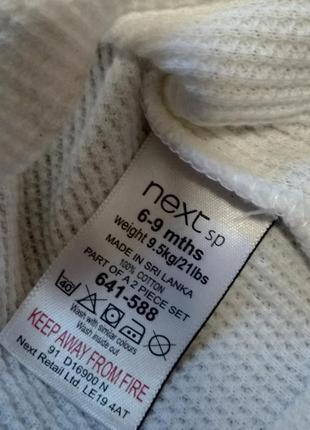 next sp
6-9 mths
weight 9.5kg/21lbs
MADE IN SRI LANKA
100% COTTON
PART OF A 2 PIECE SET
641-588
40
Wash with similar colours
Wash inside out
KEEP AWAY FROM FIRE
91 D16900 N
Next Retail Ltd. LE19 4AT